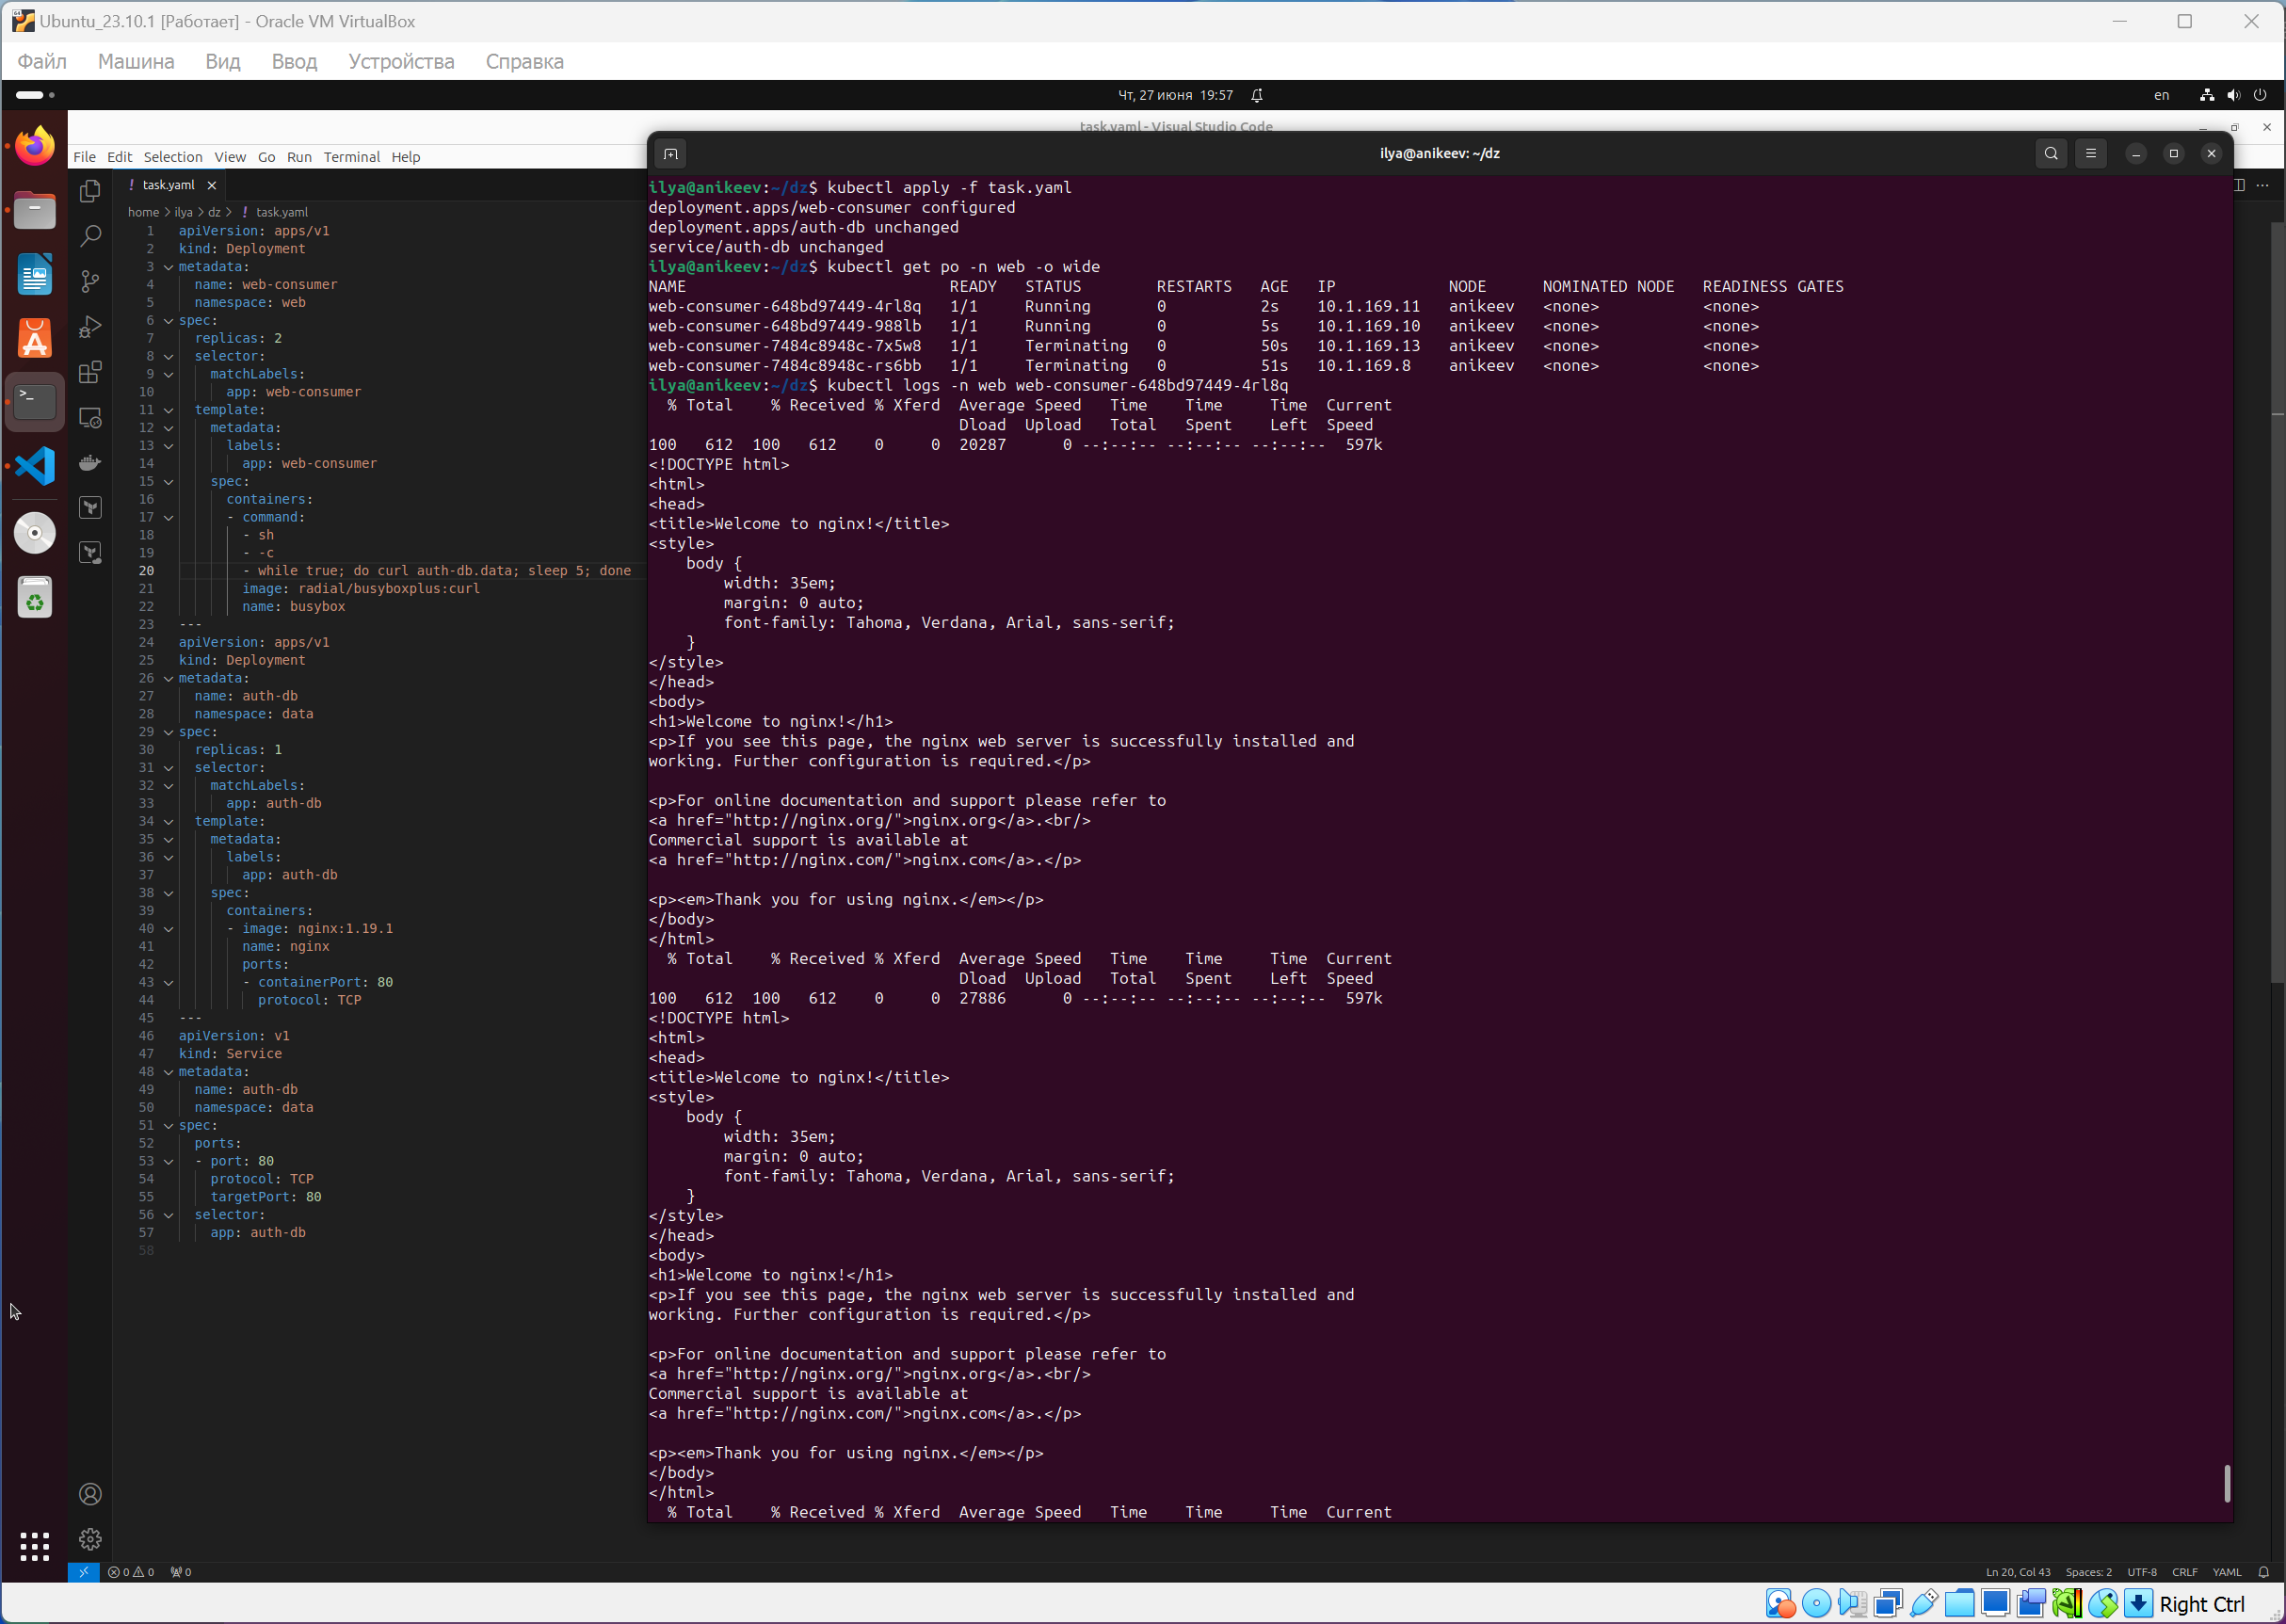 Ubuntu_23.10.1 [Работает] - Oracle VM VirtualBox
Файл Машина Вид Ввод Устройства Справка
Чт, 27 июня 19:57
en
task.yaml - Visual Studio Code
File Edit Selection View Go Run Terminal Help
! task.yaml
home > ilya > dz > ! task.yaml
1 apiVersion: apps/v1
2 kind: Deployment
3 metadata:
4 name: web-consumer
5 namespace: web
6 spec:
7 replicas: 2
8 selector:
9 matchLabels:
10 app: web-consumer
11 template:
12 metadata:
13 labels:
14 app: web-consumer
15 spec:
16 containers:
17 - command:
18 - sh
19 - -c
20 - while true; do curl auth-db.data; sleep 5; done
21 image: radial/busyboxplus:curl
22 name: busybox
23 ---
24 apiVersion: apps/v1
25 kind: Deployment
26 metadata:
27 name: auth-db
28 namespace: data
29 spec:
30 replicas: 1
31 selector:
32 matchLabels:
33 app: auth-db
34 template:
35 metadata:
36 labels:
37 app: auth-db
38 spec:
39 containers:
40 - image: nginx:1.19.1
41 name: nginx
42 ports:
43 - containerPort: 80
44 protocol: TCP
45 ---
46 apiVersion: v1
47 kind: Service
48 metadata:
49 name: auth-db
50 namespace: data
51 spec:
52 ports:
53 - port: 80
54 protocol: TCP
55 targetPort: 80
56 selector:
57 app: auth-db
58
ilya@anikeev: ~/dz
ilya@anikeev:~/dz$ kubectl apply -f task.yaml
deployment.apps/web-consumer configured
deployment.apps/auth-db unchanged
service/auth-db unchanged
ilya@anikeev:~/dz$ kubectl get po -n web -o wide
NAME READY STATUS RESTARTS AGE IP NODE NOMINATED NODE READINESS GATES
web-consumer-648bd97449-4rl8q 1/1 Running 0 2s 10.1.169.11 anikeev <none> <none>
web-consumer-648bd97449-988lb 1/1 Running 0 5s 10.1.169.10 anikeev <none> <none>
web-consumer-7484c8948c-7x5w8 1/1 Terminating 0 50s 10.1.169.13 anikeev <none> <none>
web-consumer-7484c8948c-rs6bb 1/1 Terminating 0 51s 10.1.169.8 anikeev <none> <none>
ilya@anikeev:~/dz$ kubectl logs -n web web-consumer-648bd97449-4rl8q
% Total % Received % Xferd Average Speed Time Time Time Current
Dload Upload Total Spent Left Speed
100 612 100 612 0 0 20287 0 --:--:-- --:--:-- --:--:-- 597k
<!DOCTYPE html>
<html>
<head>
<title>Welcome to nginx!</title>
<style>
body {
width: 35em;
margin: 0 auto;
font-family: Tahoma, Verdana, Arial, sans-serif;
}
</style>
</head>
<body>
<h1>Welcome to nginx!</h1>
<p>If you see this page, the nginx web server is successfully installed and
working. Further configuration is required.</p>
<p>For online documentation and support please refer to
<a href="http://nginx.org/">nginx.org</a>.<br/>
Commercial support is available at
<a href="http://nginx.com/">nginx.com</a>.</p>
<p><em>Thank you for using nginx.</em></p>
</body>
</html>
% Total % Received % Xferd Average Speed Time Time Time Current
Dload Upload Total Spent Left Speed
100 612 100 612 0 0 27886 0 --:--:-- --:--:-- --:--:-- 597k
<!DOCTYPE html>
<html>
<head>
<title>Welcome to nginx!</title>
<style>
body {
width: 35em;
margin: 0 auto;
font-family: Tahoma, Verdana, Arial, sans-serif;
}
</style>
</head>
<body>
<h1>Welcome to nginx!</h1>
<p>If you see this page, the nginx web server is successfully installed and
working. Further configuration is required.</p>
<p>For online documentation and support please refer to
<a href="http://nginx.org/">nginx.org</a>.<br/>
Commercial support is available at
<a href="http://nginx.com/">nginx.com</a>.</p>
<p><em>Thank you for using nginx.</em></p>
</body>
</html>
% Total % Received % Xferd Average Speed Time Time Time Current
0 0 0
Ln 20, Col 43 Spaces: 2 UTF-8 CRLF YAML
Right Ctrl